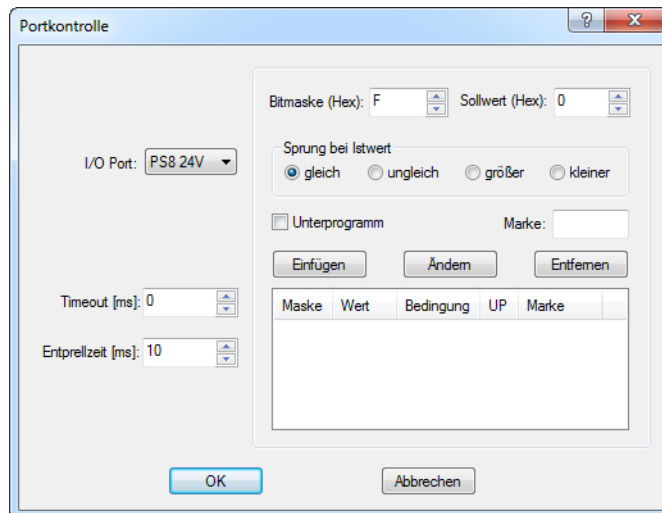 Portkontrolle
Bitmaske (Hex): F Sollwert (Hex): 0
I/O Port: PS8 24V
Sprung bei Istwert
gleich ungleich größer kleiner
Unterprogramm Marke:
Einfügen Ändern Entfernen
Timeout [ms]: 0
Entprellzeit [ms]: 10
Maske Wert Bedingung UP Marke
OK Abbrechen